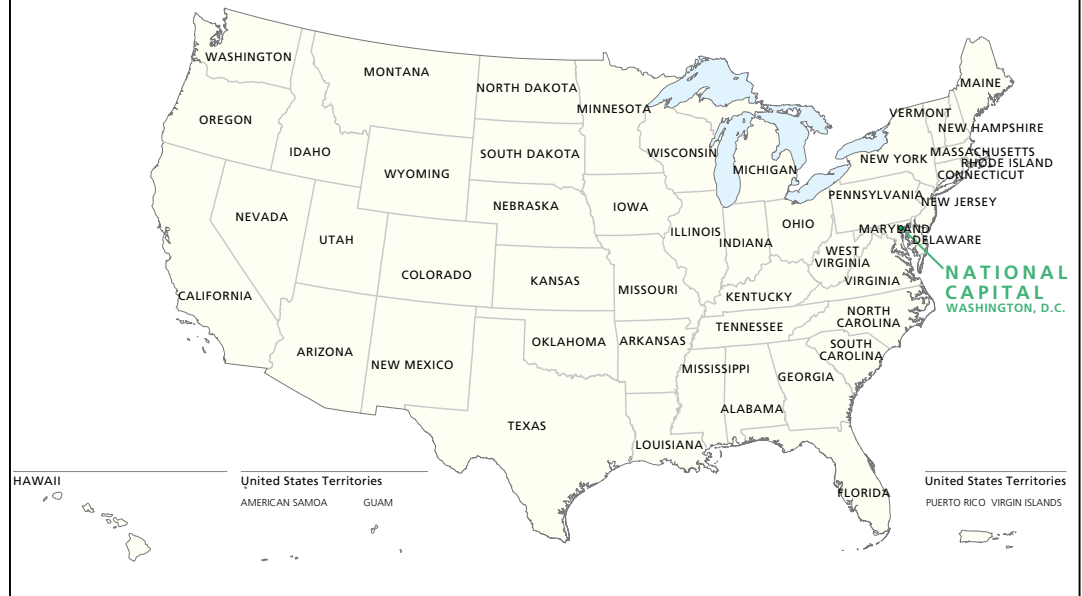 WASHINGTON
MONTANA
NORTH DAKOTA
MINNESOTA
MAINE
OREGON
IDAHO
WYOMING
SOUTH DAKOTA
WISCONSIN
MICHIGAN
VERMONT
NEW HAMPSHIRE
NEW YORK
MASSACHUSETTS
RHODE ISLAND
CONNECTICUT
NEVADA
UTAH
COLORADO
NEBRASKA
IOWA
ILLINOIS
INDIANA
OHIO
PENNSYLVANIA
NEW JERSEY
MARYLAND
DELAWARE
WEST
VIRGINIA
VIRGINIA
NATIONAL
CAPITAL
WASHINGTON, D.C.
CALIFORNIA
KANSAS
MISSOURI
KENTUCKY
NORTH
CAROLINA
TENNESSEE
SOUTH
CAROLINA
ARIZONA
NEW MEXICO
OKLAHOMA
ARKANSAS
MISSISSIPPI
ALABAMA
GEORGIA
TEXAS
LOUISIANA
FLORIDA
HAWAII
United States Territories
AMERICAN SAMOA
GUAM
United States Territories
PUERTO RICO
VIRGIN ISLANDS